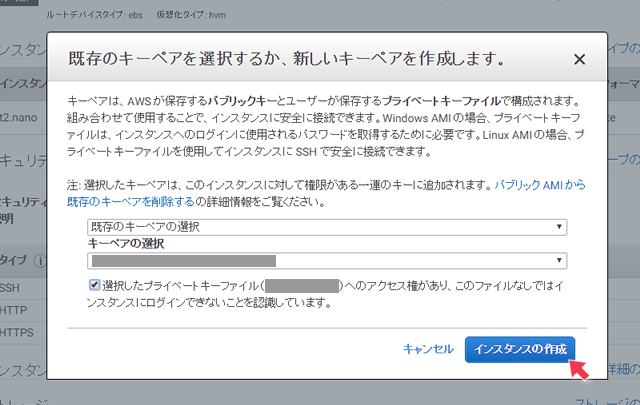 ルートデバイスタイプ: ebs 仮想化タイプ: hvm
既存のキーペアを選択するか、新しいキーペアを作成します。
×
キーペアは、AWS が保存するパブリックキーとユーザーが保存するプライベートキーファイルで構成されます。
組み合わせて使用することで、インスタンスに安全に接続できます。Windows AMI の場合、プライベートキーファ
イルは、インスタンスへのログインに使用されるパスワードを取得するために必要です。Linux AMI の場合、プ
ライベートキーファイルを使用してインスタンスに SSH で安全に接続できます。
注: 選択したキーペアは、このインスタンスに対して権限がある一連のキーに追加されます。パブリック AMI から
既存のキーペアを削除するの詳細情報をご覧ください。
既存のキーペアの選択
キーペアの選択
選択したプライベートキーファイル( )へのアクセス権があり、このファイルなしではイ
ンスタンスにログインできないことを認識しています。
キャンセル インスタンスの作成
インスタン
インスタンス
t2.nano
セキュリティ
セキュリティ
説明
タイプ
SSH
HTTP
HTTPS
インスタン
ストレージの